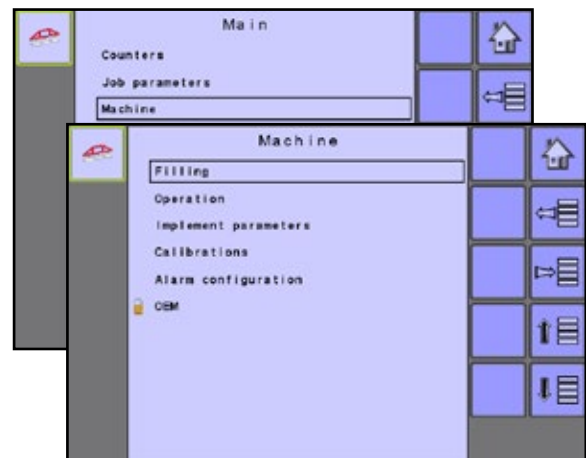 Main
Counters
Job parameters
Machine
Machine
Filling
Operation
Implement parameters
Calibrations
Alarm configuration
OEM